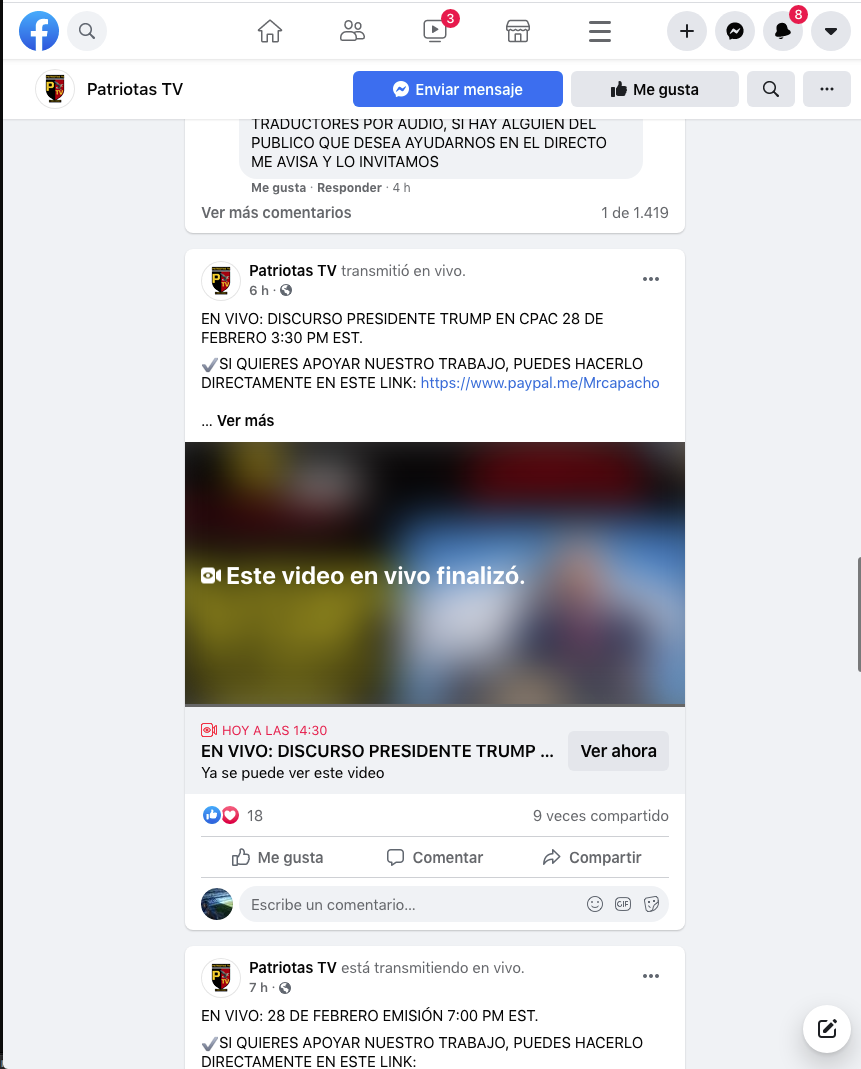 3
8
Patriotas TV
Enviar mensaje
Me gusta
TRADUCTORES POR AUDIO, SI HAY ALGUIEN DEL
PUBLICO QUE DESEA AYUDARNOS EN EL DIRECTO
ME AVISA Y LO INVITAMOS
Me gusta · Responder · 4 h
Ver más comentarios
1 de 1.419
Patriotas TV transmitió en vivo.
6 h ·
EN VIVO: DISCURSO PRESIDENTE TRUMP EN CPAC 28 DE
FEBRERO 3:30 PM EST.
✔️SI QUIERES APOYAR NUESTRO TRABAJO, PUEDES HACERLO
DIRECTAMENTE EN ESTE LINK: https://www.paypal.me/Mrcapacho
... Ver más
Este video en vivo finalizó.
HOY A LAS 14:30
EN VIVO: DISCURSO PRESIDENTE TRUMP ...
Ya se puede ver este video
Ver ahora
18
9 veces compartido
Me gusta
Comentar
Compartir
Escribe un comentario...
GIF
Patriotas TV está transmitiendo en vivo.
7 h ·
EN VIVO: 28 DE FEBRERO EMISIÓN 7:00 PM EST.
✔️SI QUIERES APOYAR NUESTRO TRABAJO, PUEDES HACERLO
DIRECTAMENTE EN ESTE LINK: